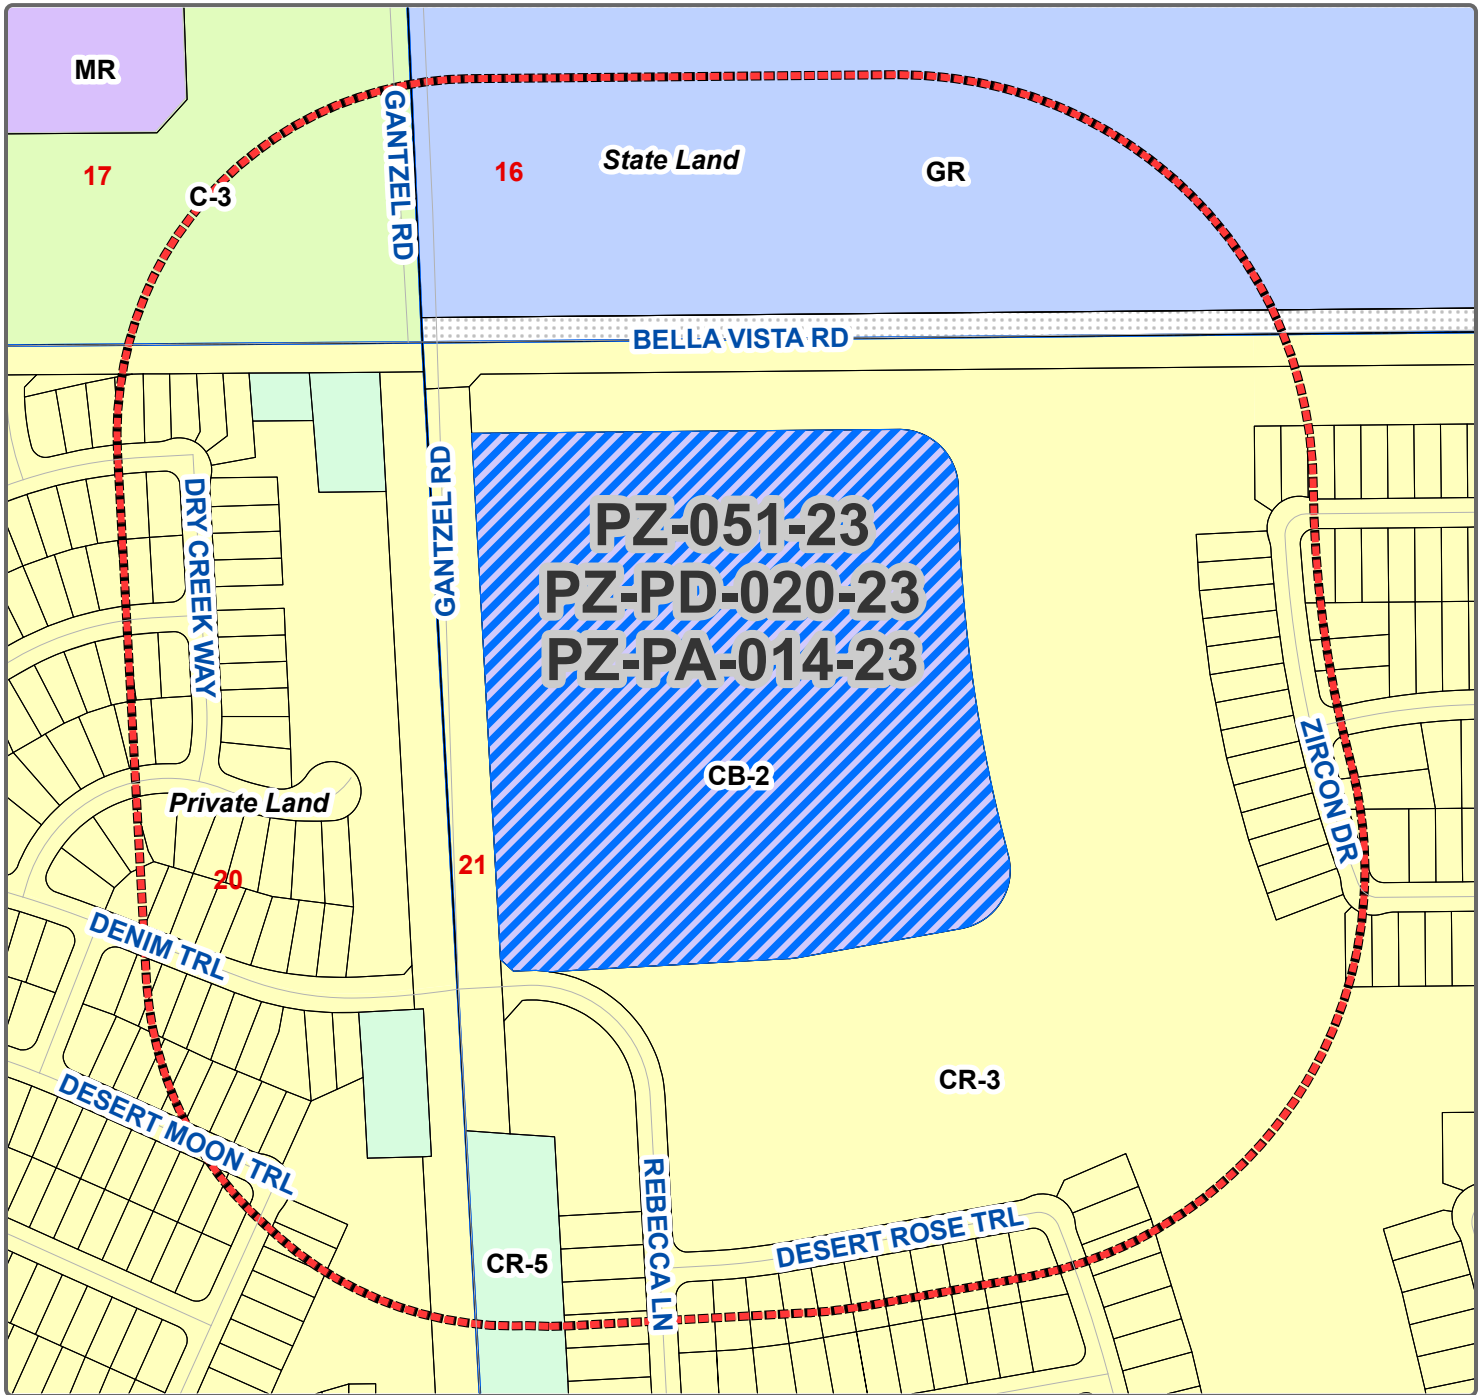 MR
17
C-3
GANTZEL RD
16
State Land
GR
BELLA VISTA RD
DRY CREEK WAY
GANTZEL RD
PZ-051-23
PZ-PD-020-23
PZ-PA-014-23
CB-2
ZIRCON DR
Private Land
20
21
DENIM TRL
DESERT MOON TRL
CR-3
REBECCA LN
DESERT ROSE TRL
CR-5